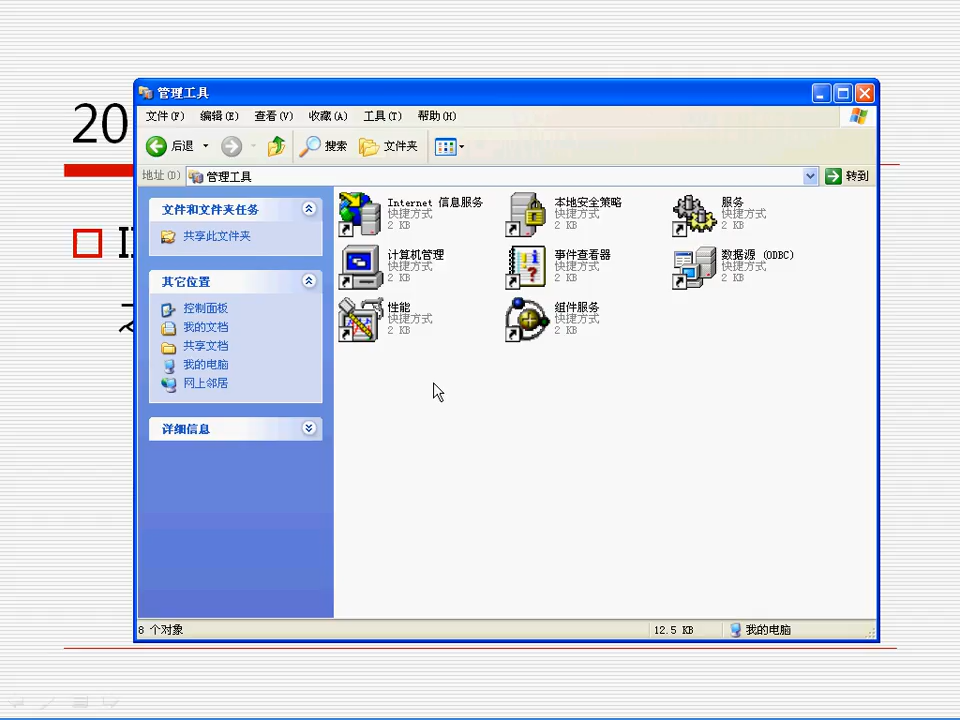 20
管理工具
文件(F) 编辑(E) 查看(V) 收藏(A) 工具(T) 帮助(H)
后退 搜索 文件夹
地址(D) 管理工具 转到
文件和文件夹任务
共享此文件夹
其它位置
控制面板
我的文档
共享文档
我的电脑
网上邻居
详细信息
Internet 信息服务
快捷方式
2 KB
本地安全策略
快捷方式
2 KB
服务
快捷方式
2 KB
计算机管理
快捷方式
2 KB
事件查看器
快捷方式
2 KB
数据源 (ODBC)
快捷方式
2 KB
性能
快捷方式
2 KB
组件服务
快捷方式
2 KB
8 个对象 12.5 KB 我的电脑